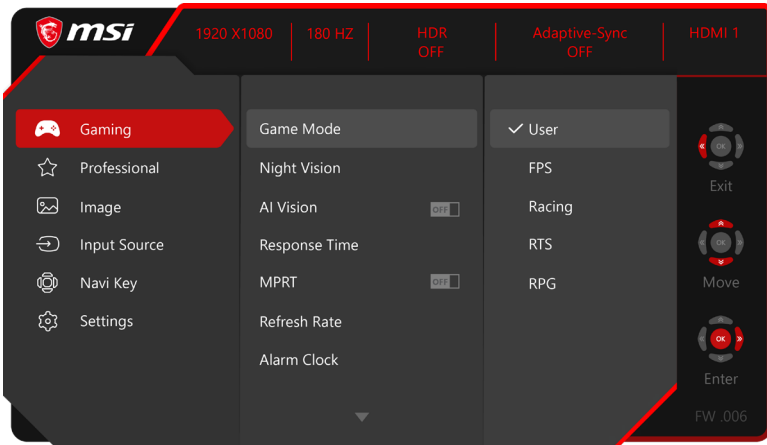 msi
1920 X1080
180 HZ
HDR
OFF
Adaptive-Sync
OFF
HDMI 1
Gaming
Professional
Image
Input Source
Navi Key
Settings
Game Mode
Night Vision
AI Vision OFF
Response Time
MPRT OFF
Refresh Rate
Alarm Clock
User
FPS
Racing
RTS
RPG
OK
Exit
OK
Move
OK
Enter
FW .006